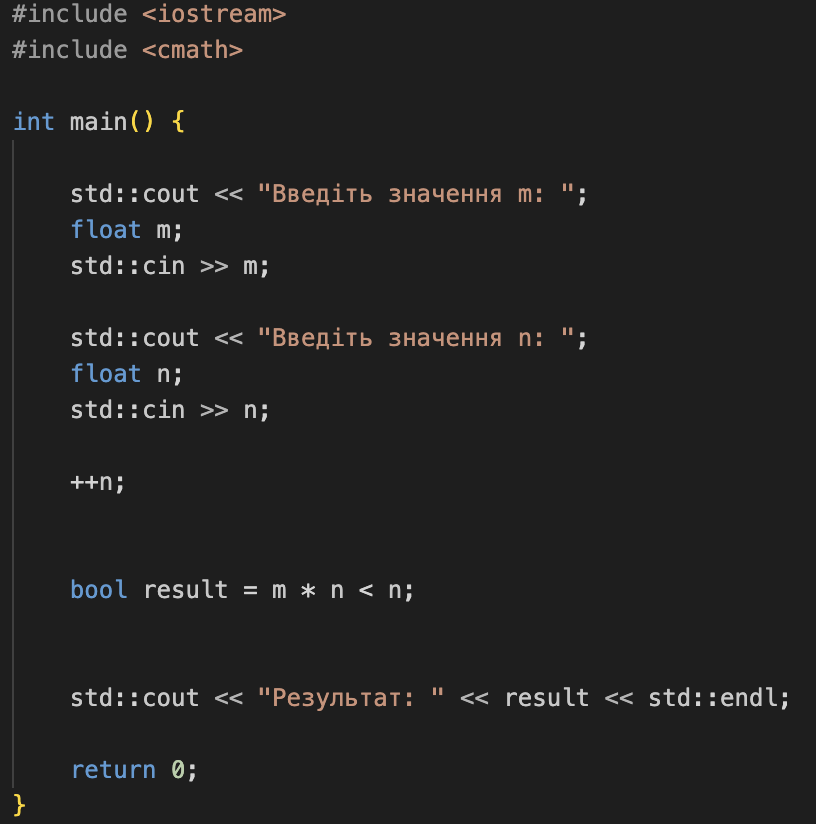 #include <iostream>
#include <cmath>
int main() {
std::cout << "Введіть значення m: ";
float m;
std::cin >> m;
std::cout << "Введіть значення n: ";
float n;
std::cin >> n;
++n;
bool result = m * n < n;
std::cout << "Результат: " << result << std::endl;
return 0;
}